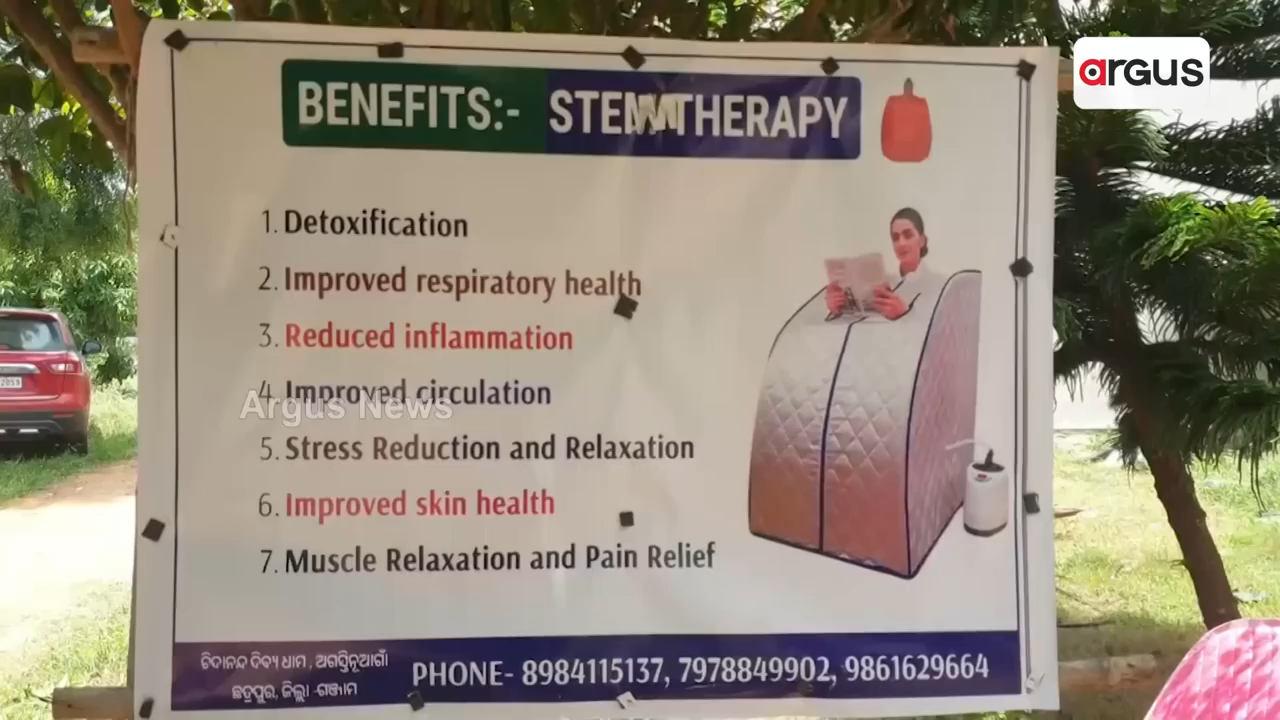 argus
BENEFITS:- STEM THERAPY
1. Detoxification
2. Improved respiratory health
3. Reduced inflammation
4. Improved circulation
Argus News
5. Stress Reduction and Relaxation
6. Improved skin health
7. Muscle Relaxation and Pain Relief
ଚିଦାନନ୍ଦ ଦିବ୍ୟ ଧାମ, ଅଗସ୍ତିନୂଆଗାଁ
ଛତ୍ରପୁର, ଜିଲ୍ଲା -ଗଞ୍ଜାମ
PHONE- 8984115137, 7978849902, 9861629664